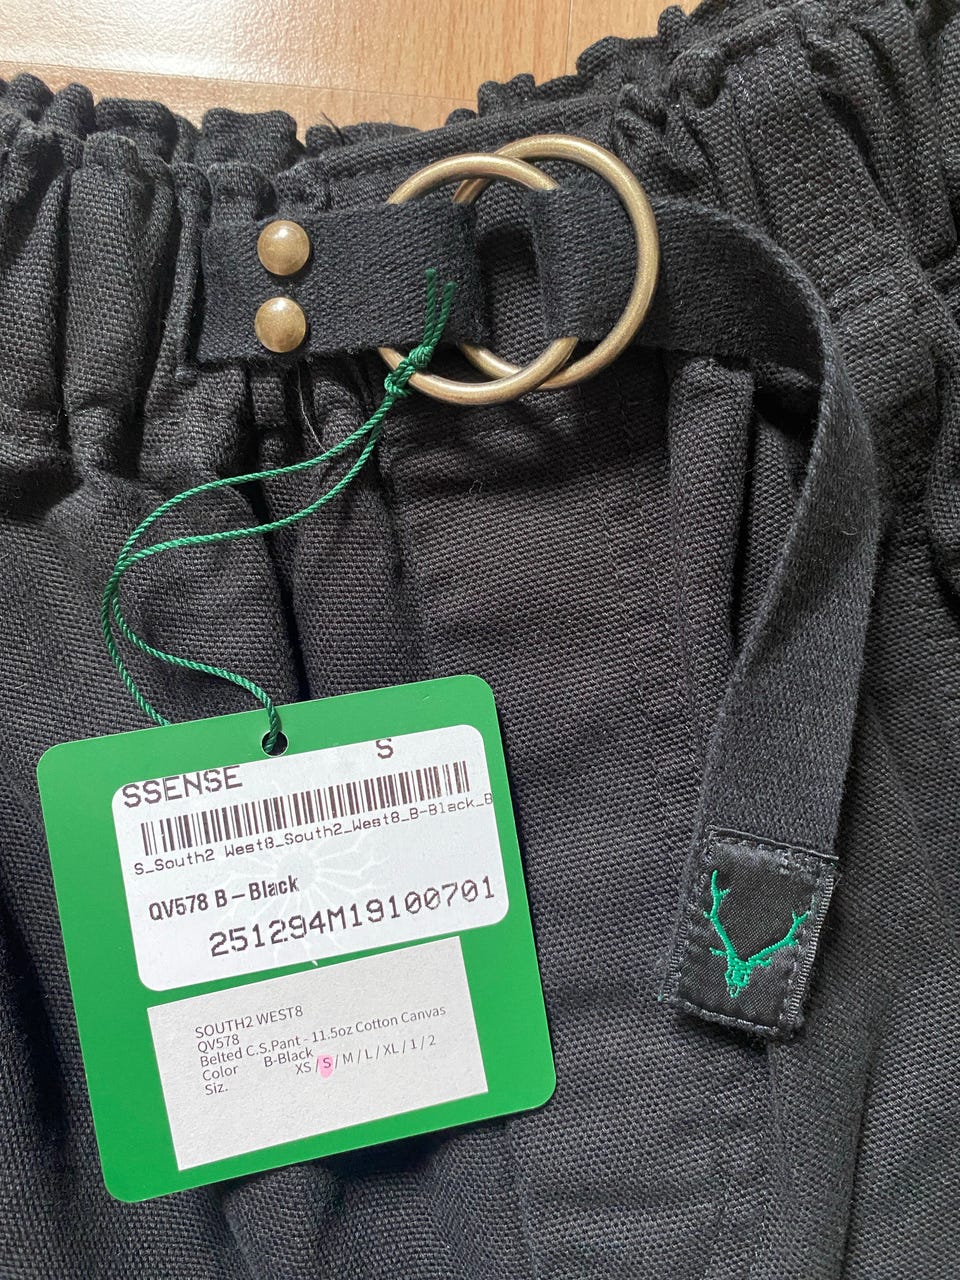 SSENSE S
S_South2 West8_South2_West8_B-Black_B
QV578 B – Black
251294M19100701
SOUTH2 WEST8
QV578
Belted C.S.Pant - 11.5oz Cotton Canvas
Color B-Black
Siz. XS / S / M / L / XL / 1 / 2